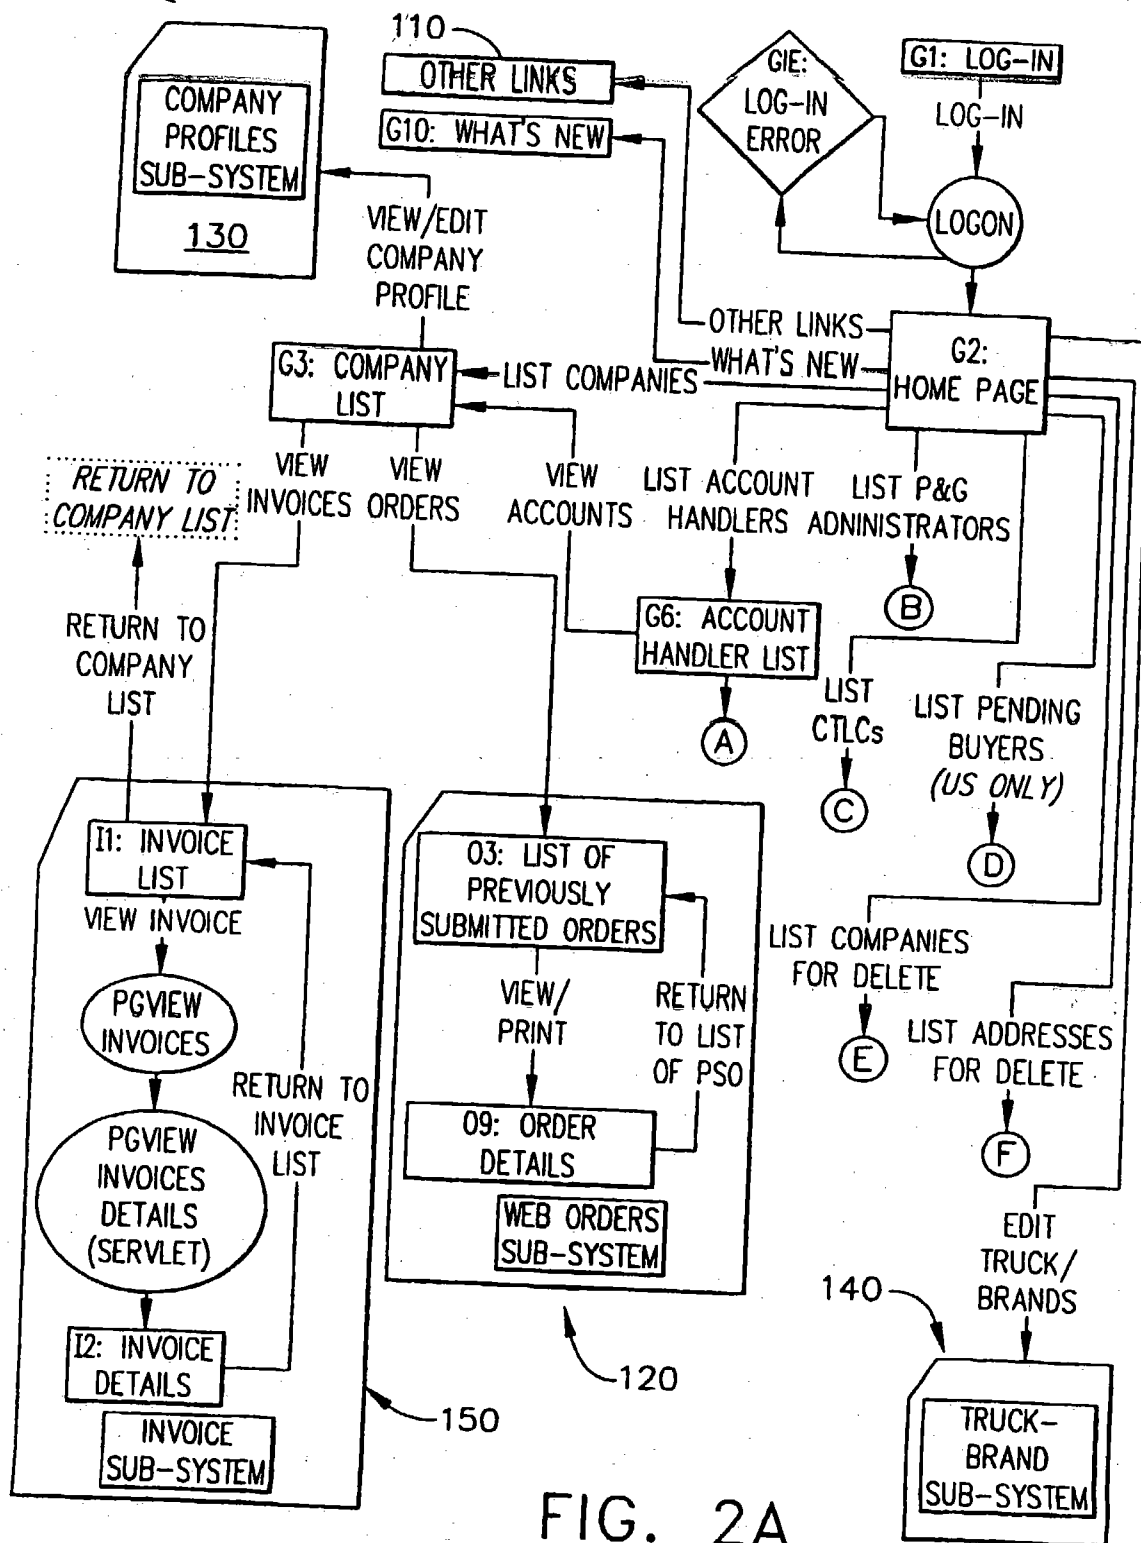 110
OTHER LINKS
G10: WHAT'S NEW
GIE:
LOG-IN
ERROR
G1: LOG-IN
LOG-IN
LOGON
COMPANY
PROFILES
SUB-SYSTEM
130
VIEW/EDIT
COMPANY
PROFILE
OTHER LINKS
WHAT'S NEW
LIST COMPANIES
G2:
HOME PAGE
G3: COMPANY
LIST
VIEW
INVOICES
VIEW
ORDERS
VIEW
ACCOUNTS
LIST ACCOUNT
HANDLERS
LIST P&G
ADNINISTRATORS
B
RETURN TO
COMPANY LIST
RETURN TO
COMPANY
LIST
G6: ACCOUNT
HANDLER LIST
A
LIST
CTLCs
C
LIST PENDING
BUYERS
(US ONLY)
D
I1: INVOICE
LIST
VIEW INVOICE
PGVIEW
INVOICES
PGVIEW
INVOICES
DETAILS
(SERVLET)
RETURN TO
INVOICE
LIST
I2: INVOICE
DETAILS
INVOICE
SUB-SYSTEM
150
O3: LIST OF
PREVIOUSLY
SUBMITTED ORDERS
VIEW/
PRINT
RETURN
TO LIST
OF PSO
O9: ORDER
DETAILS
WEB ORDERS
SUB-SYSTEM
120
LIST COMPANIES
FOR DELETE
E
LIST ADDRESSES
FOR DELETE
F
EDIT
TRUCK/
BRANDS
140
TRUCK-
BRAND
SUB-SYSTEM
FIG. 2A